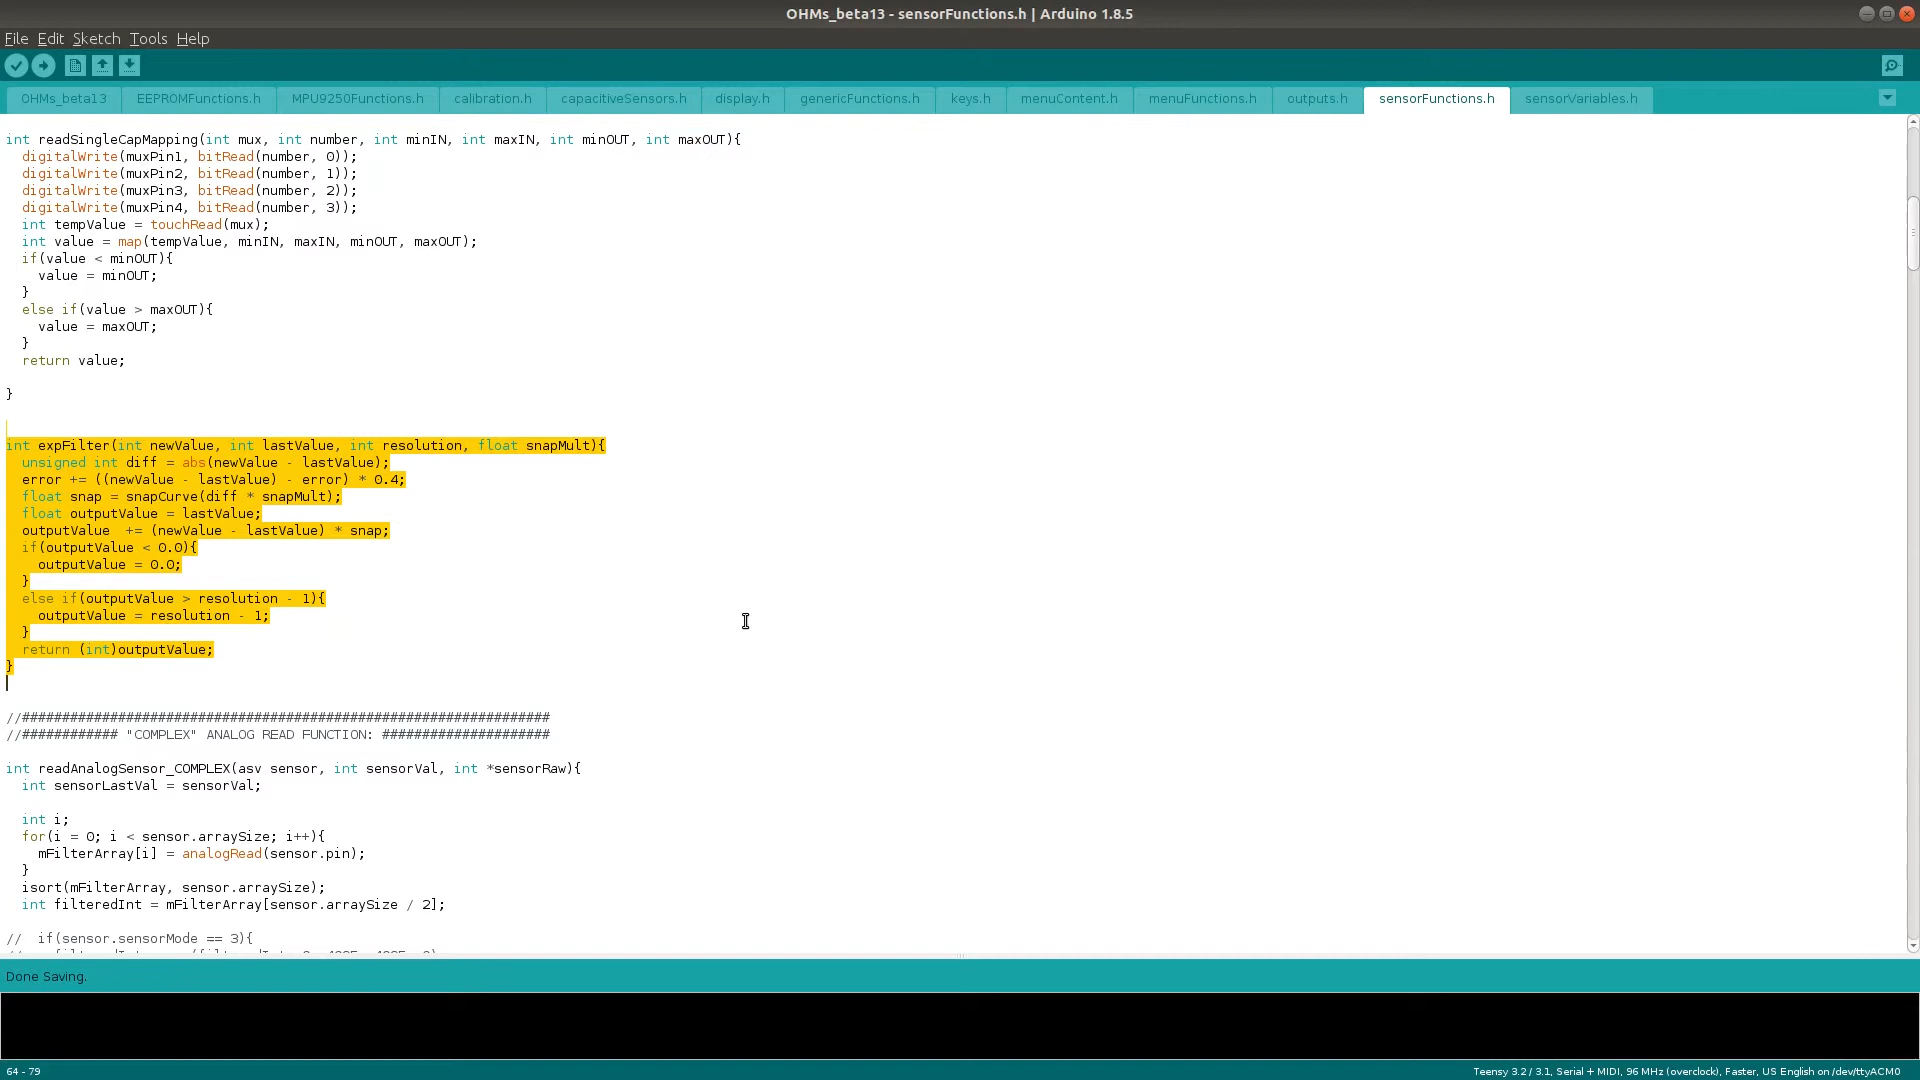 OHMs_beta13 - sensorFunctions.h | Arduino 1.8.5
File Edit Sketch Tools Help
OHMs_beta13 EEPROMFunctions.h MPU9250Functions.h calibration.h capacitiveSensors.h display.h genericFunctions.h keys.h menuContent.h menuFunctions.h outputs.h sensorFunctions.h sensorVariables.h
int readSingleCapMapping(int mux, int number, int minIN, int maxIN, int minOUT, int maxOUT){
  digitalWrite(muxPin1, bitRead(number, 0));
  digitalWrite(muxPin2, bitRead(number, 1));
  digitalWrite(muxPin3, bitRead(number, 2));
  digitalWrite(muxPin4, bitRead(number, 3));
  int tempValue = touchRead(mux);
  int value = map(tempValue, minIN, maxIN, minOUT, maxOUT);
  if(value < minOUT){
    value = minOUT;
  }
  else if(value > maxOUT){
    value = maxOUT;
  }
  return value;
}
int expFilter(int newValue, int lastValue, int resolution, float snapMult){
  unsigned int diff = abs(newValue - lastValue);
  error += ((newValue - lastValue) - error) * 0.4;
  float snap = snapCurve(diff * snapMult);
  float outputValue = lastValue;
  outputValue  += (newValue - lastValue) * snap;
  if(outputValue < 0.0){
    outputValue = 0.0;
  }
  else if(outputValue > resolution - 1){
    outputValue = resolution - 1;
  }
  return (int)outputValue;
}
//##################################################################
//############ "COMPLEX" ANALOG READ FUNCTION: #####################
int readAnalogSensor_COMPLEX(asv sensor, int sensorVal, int *sensorRaw){
  int sensorLastVal = sensorVal;
  int i;
  for(i = 0; i < sensor.arraySize; i++){
    mFilterArray[i] = analogRead(sensor.pin);
  }
  isort(mFilterArray, sensor.arraySize);
  int filteredInt = mFilterArray[sensor.arraySize / 2];
//  if(sensor.sensorMode == 3){
Done Saving.
64 - 79
Teensy 3.2 / 3.1, Serial + MIDI, 96 MHz (overclock), Faster, US English on /dev/ttyACM0